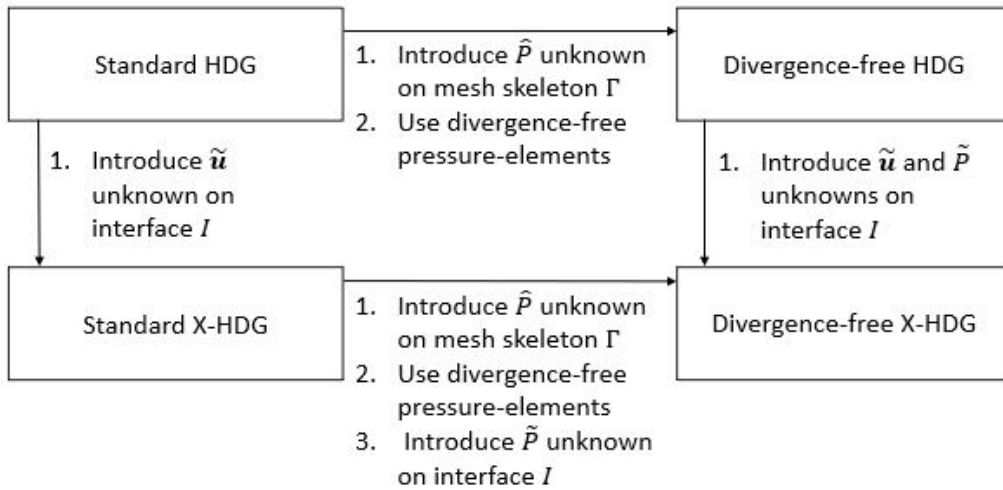 Standard HDG
1. Introduce P̂ unknown
on mesh skeleton Γ
2. Use divergence-free
pressure-elements
Divergence-free HDG
1. Introduce ũ
unknown on
interface I
1. Introduce ũ and P̃
unknowns on
interface I
Standard X-HDG
1. Introduce P̂ unknown
on mesh skeleton Γ
2. Use divergence-free
pressure-elements
3. Introduce P̃ unknown
on interface I
Divergence-free X-HDG